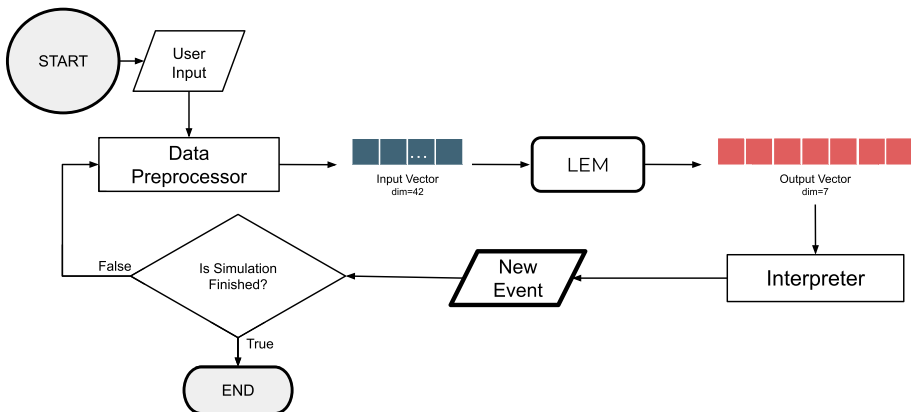 START
User
Input
Data
Preprocessor
...
Input Vector
dim=42
LEM
Output Vector
dim=7
Interpreter
New
Event
Is Simulation
Finished?
False
True
END